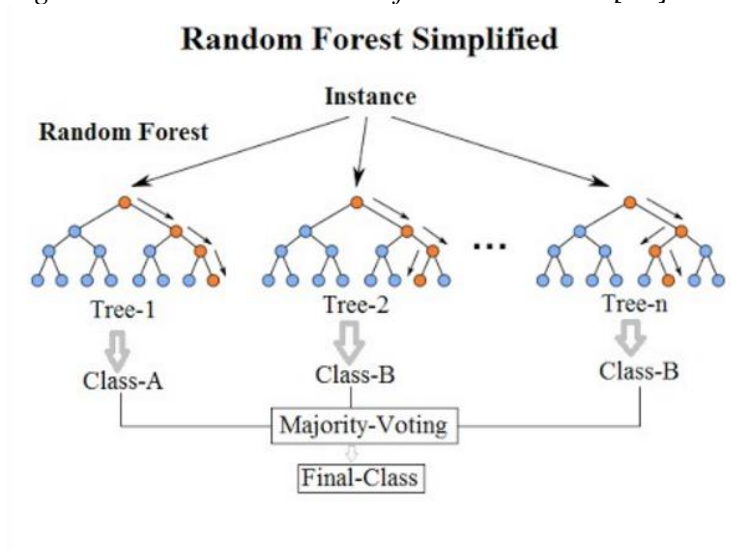 Random Forest Simplified
Instance
Random Forest
...
Tree-1
Tree-2
Tree-n
Class-A
Class-B
Class-B
Majority-Voting
Final-Class